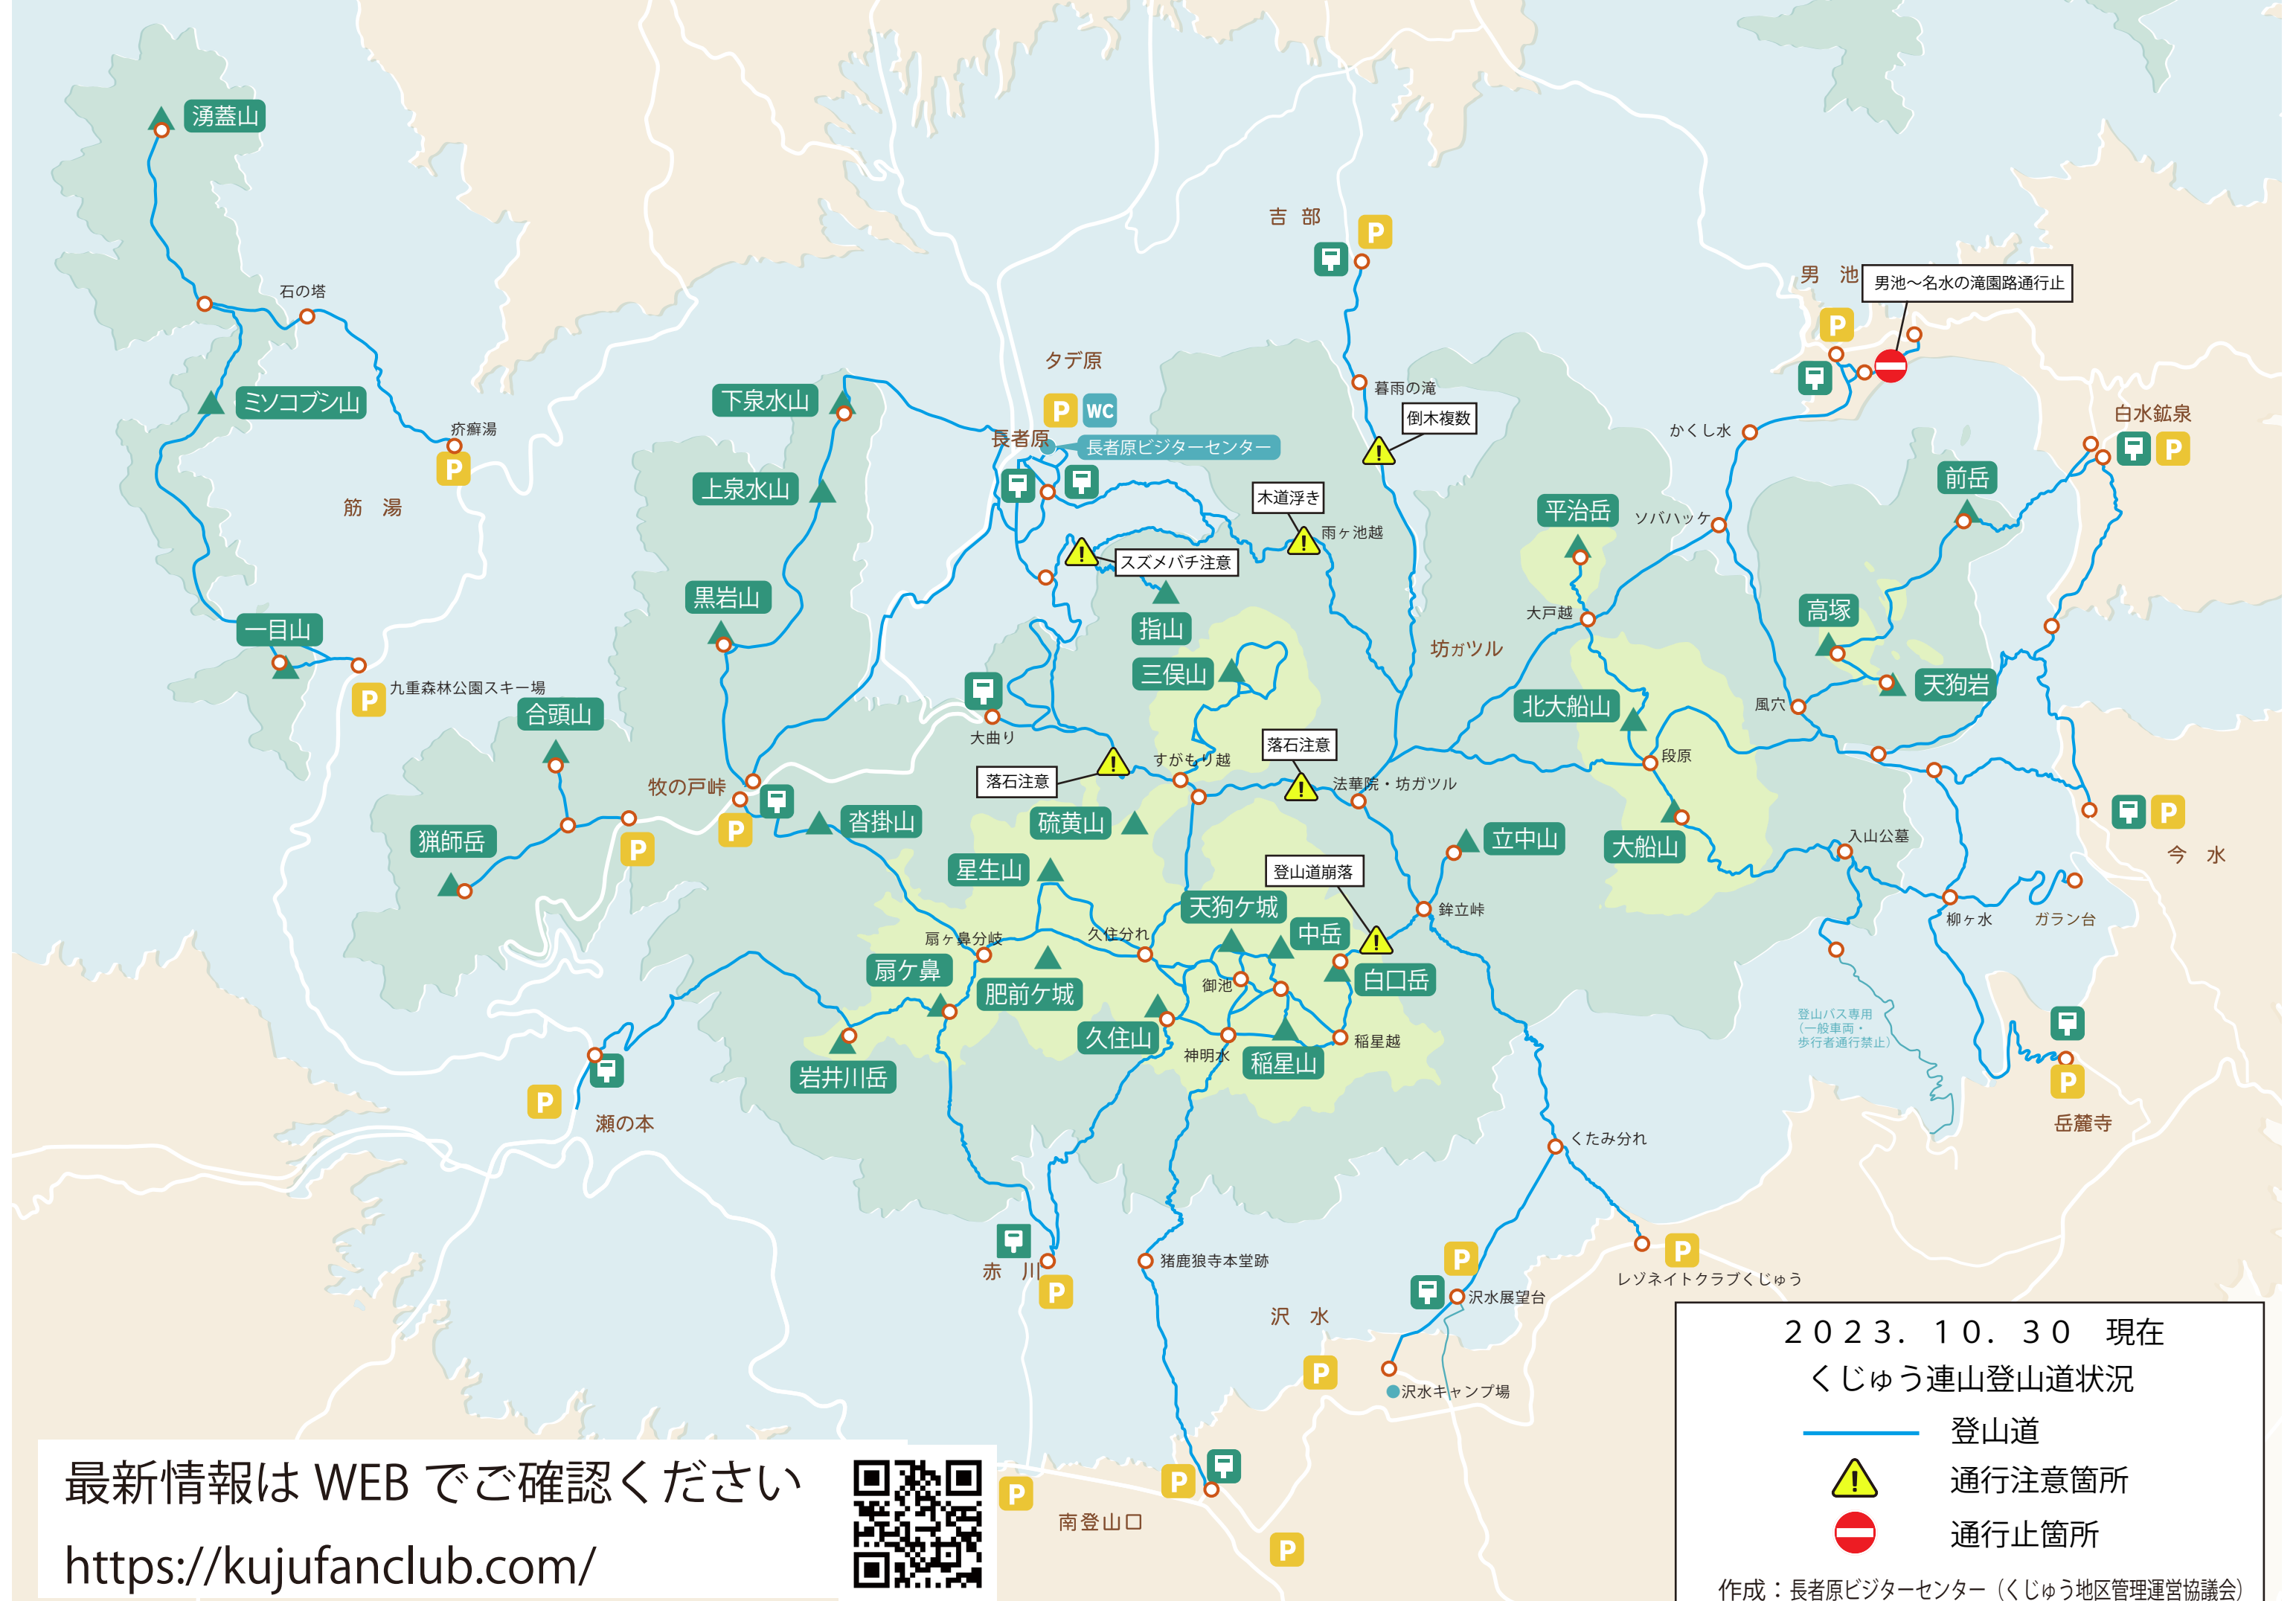 湧蓋山
石の塔
ミソコブシ山
疥癬湯
P
筋 湯
一目山
P
九重森林公園スキー場
合頭山
猟師岳
P
下泉水山
上泉水山
黒岩山
牧の戸峠
P
沓掛山
タデ原
P
WC
長者原
長者原ビジターセンター
スズメバチ注意
指山
三俣山
大曲り
落石注意
すがもり越
硫黄山
星生山
吉 部
P
暮雨の滝
倒木複数
木道浮き
雨ヶ池越
坊ガツル
落石注意
法華院・坊ガツル
立中山
登山道崩落
鉾立峠
男 池
男池～名水の滝園路通行止
P
かくし水
ソバハッケ
平治岳
大戸越
北大船山
段原
大船山
風穴
前岳
高塚
天狗岩
白水鉱泉
P
P
今 水
入山公墓
柳ヶ水
ガラン台
登山バス専用
（一般車両・
歩行者通行禁止）
P
岳麓寺
扇ヶ鼻分岐
扇ケ鼻
肥前ケ城
岩井川岳
久住分れ
天狗ケ城
中岳
白口岳
御池
久住山
神明水
稲星山
稲星越
P
瀬の本
赤 川
P
猪鹿狼寺本堂跡
くたみ分れ
P
レゾネイトクラブくじゅう
P
沢水展望台
沢 水
P
沢水キャンプ場
P
P
南登山口
P
最新情報は WEB でご確認ください
https://kujufanclub.com/
２０２３．１０．３０ 現在
くじゅう連山登山道状況
登山道
通行注意箇所
通行止箇所
作成：長者原ビジターセンター（くじゅう地区管理運営協議会）